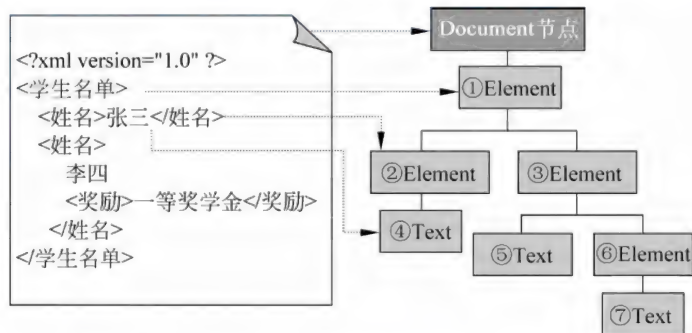 <?xml version="1.0" ?>
<学生名单>
<姓名>张三</姓名>
<姓名>
李四
<奖励>一等奖学金</奖励>
</姓名>
</学生名单>
Document节点
①Element
②Element
③Element
④Text
⑤Text
⑥Element
⑦Text